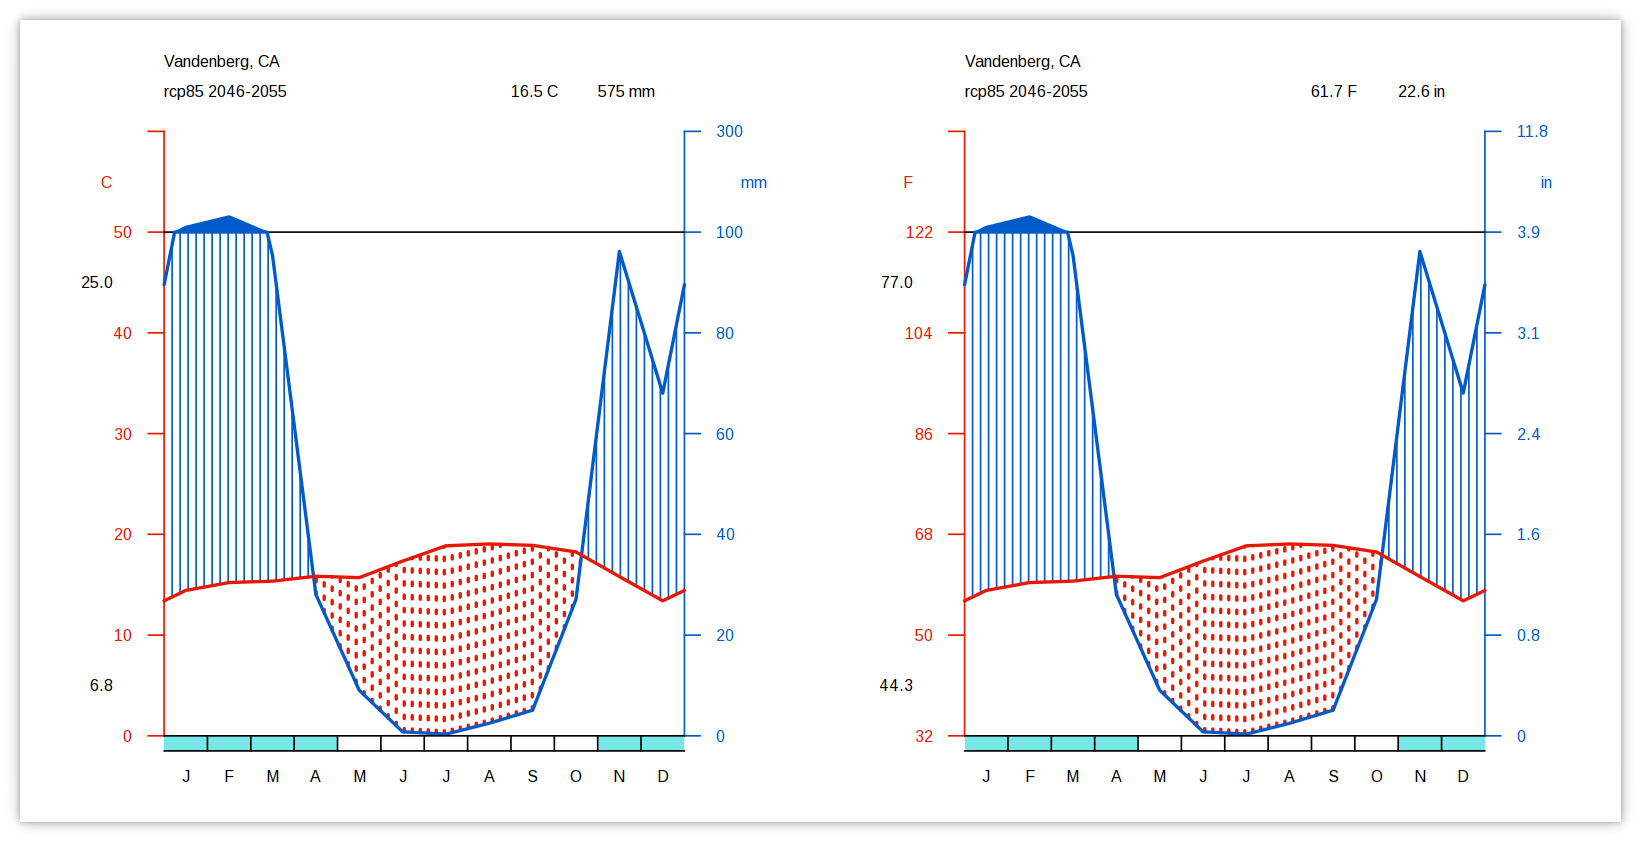 Vandenberg, CA
rcp85 2046-2055 16.5 C 575 mm
300
C mm
50 100
25.0
40 80
30 60
20 40
10 20
6.8
0 0
J F M A M J J A S O N D
Vandenberg, CA
rcp85 2046-2055 61.7 F 22.6 in
11.8
F in
122 3.9
77.0
104 3.1
86 2.4
68 1.6
50 0.8
44.3
32 0
J F M A M J J A S O N D